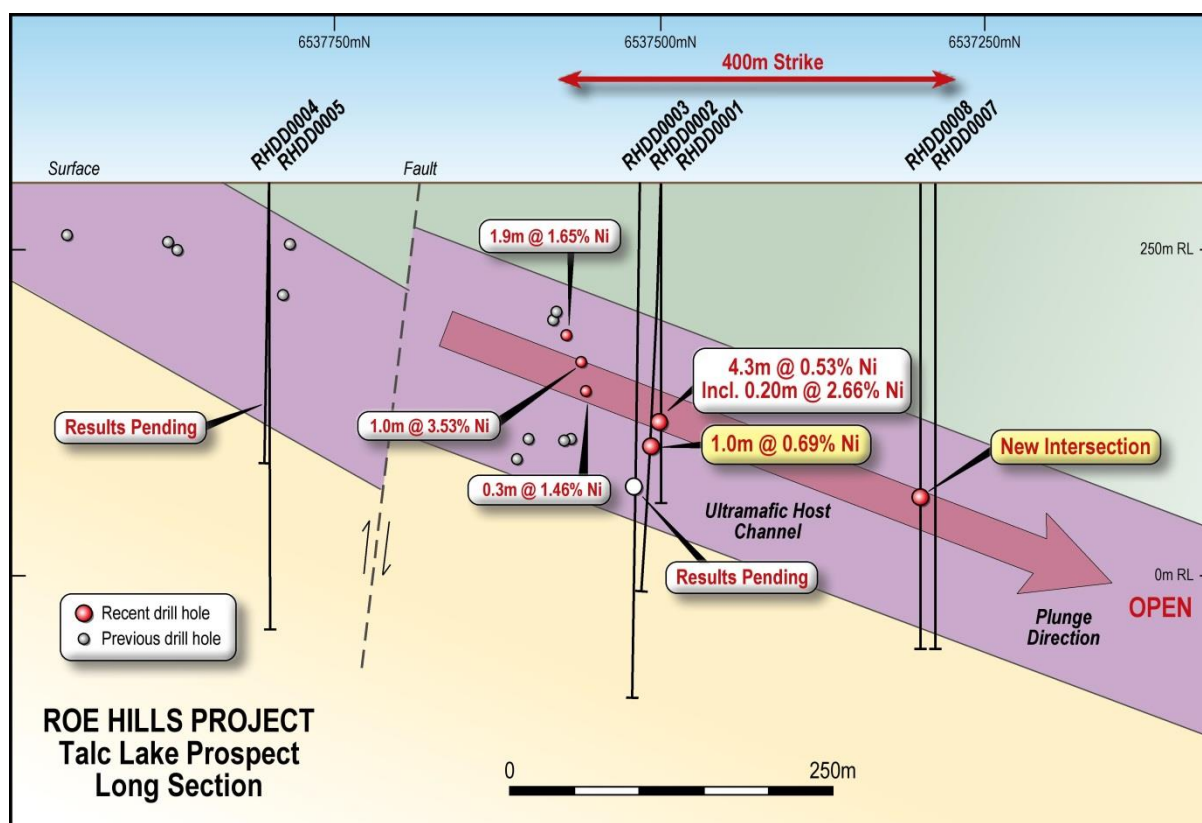 6537750mN
6537500mN
6537250mN
400m Strike
RHDD0004
RHDD0005
RHDD0003
RHDD0002
RHDD0001
RHDD0008
RHDD0007
Surface
Fault
1.9m @ 1.65% Ni
250m RL
4.3m @ 0.53% Ni
Incl. 0.20m @ 2.66% Ni
Results Pending
1.0m @ 3.53% Ni
1.0m @ 0.69% Ni
New Intersection
0.3m @ 1.46% Ni
Ultramafic Host
Channel
Results Pending
0m RL
OPEN
Plunge
Direction
Recent drill hole
Previous drill hole
ROE HILLS PROJECT
Talc Lake Prospect
Long Section
0
250m